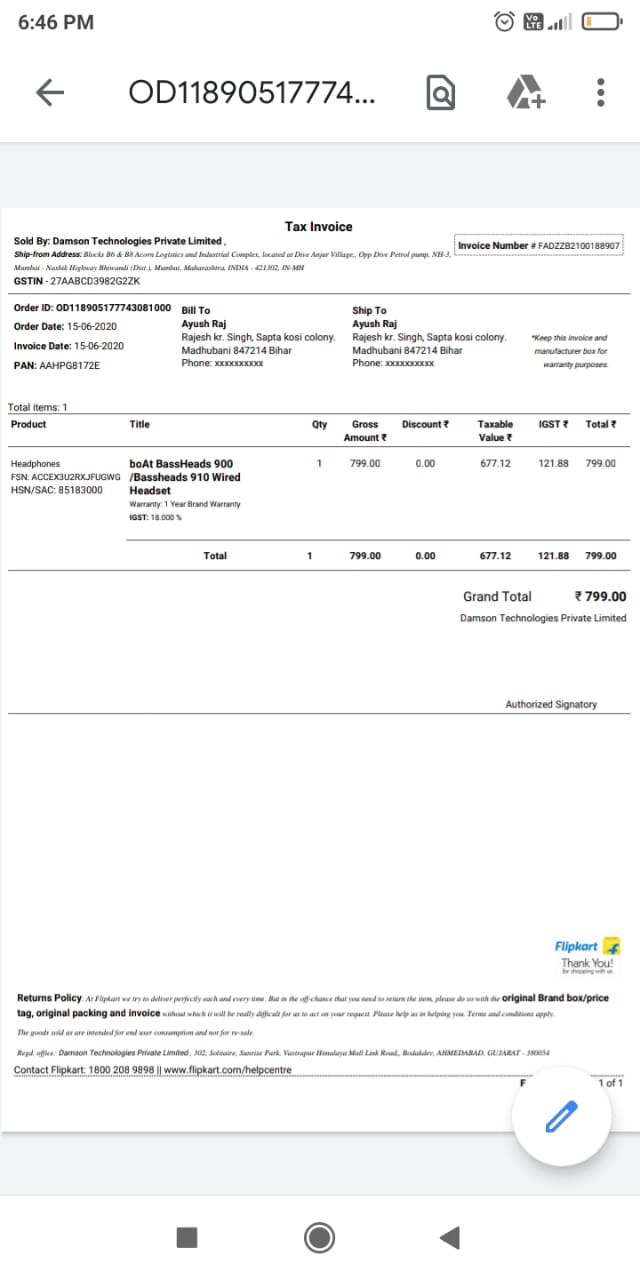 6:46 PM
Vo LTE
OD11890517774...
Tax Invoice
Sold By: Damson Technologies Private Limited ,
Invoice Number # FADZZB2100188907
Ship-from Address: Blocks B6 & B8 Acorn Logistics and Industrial Complex, located at Dive Anjur Village,, Opp Dive Petrol pump, NH-3,
Mumbai - Nashik Highway Bhiwandi (Dist.), Mumbai, Maharashtra, INDIA - 421302, IN-MH
GSTIN - 27AABCD3982G2ZK
Order ID: OD118905177743081000
Order Date: 15-06-2020
Invoice Date: 15-06-2020
PAN: AAHPG8172E
Bill To
Ayush Raj
Rajesh kr. Singh, Sapta kosi colony.
Madhubani 847214 Bihar
Phone: xxxxxxxxxx
Ship To
Ayush Raj
Rajesh kr. Singh, Sapta kosi colony.
Madhubani 847214 Bihar
Phone: xxxxxxxxxx
*Keep this invoice and
manufacturer box for
warranty purposes.
Total items: 1
Product Title Qty Gross Amount ₹ Discount ₹ Taxable Value ₹ IGST ₹ Total ₹
Headphones
FSN: ACCEX3U2RXJFUGWG
HSN/SAC: 85183000
boAt BassHeads 900
/Bassheads 910 Wired
Headset
Warranty: 1 Year Brand Warranty
IGST: 18.000 %
1 799.00 0.00 677.12 121.88 799.00
Total 1 799.00 0.00 677.12 121.88 799.00
Grand Total ₹ 799.00
Damson Technologies Private Limited
Authorized Signatory
Flipkart
Thank You!
for shopping with us
Returns Policy At Flipkart we try to deliver perfectly each and every time. But in the off-chance that you need to return the item, please do so with the original Brand box/price
tag, original packing and invoice without which it will be really difficult for us to act on your request. Please help us in helping you. Terms and conditions apply.
The goods sold as are intended for end user consumption and not for re-sale.
Regd. office: Damson Technologies Private Limited , 302, Solitaire, Sunrise Park, Vastrapur Himalaya Mall Link Road,, Bodakdev, AHMEDABAD, GUJARAT - 380054
Contact Flipkart: 1800 208 9898 || www.flipkart.com/helpcentre
1 of 1